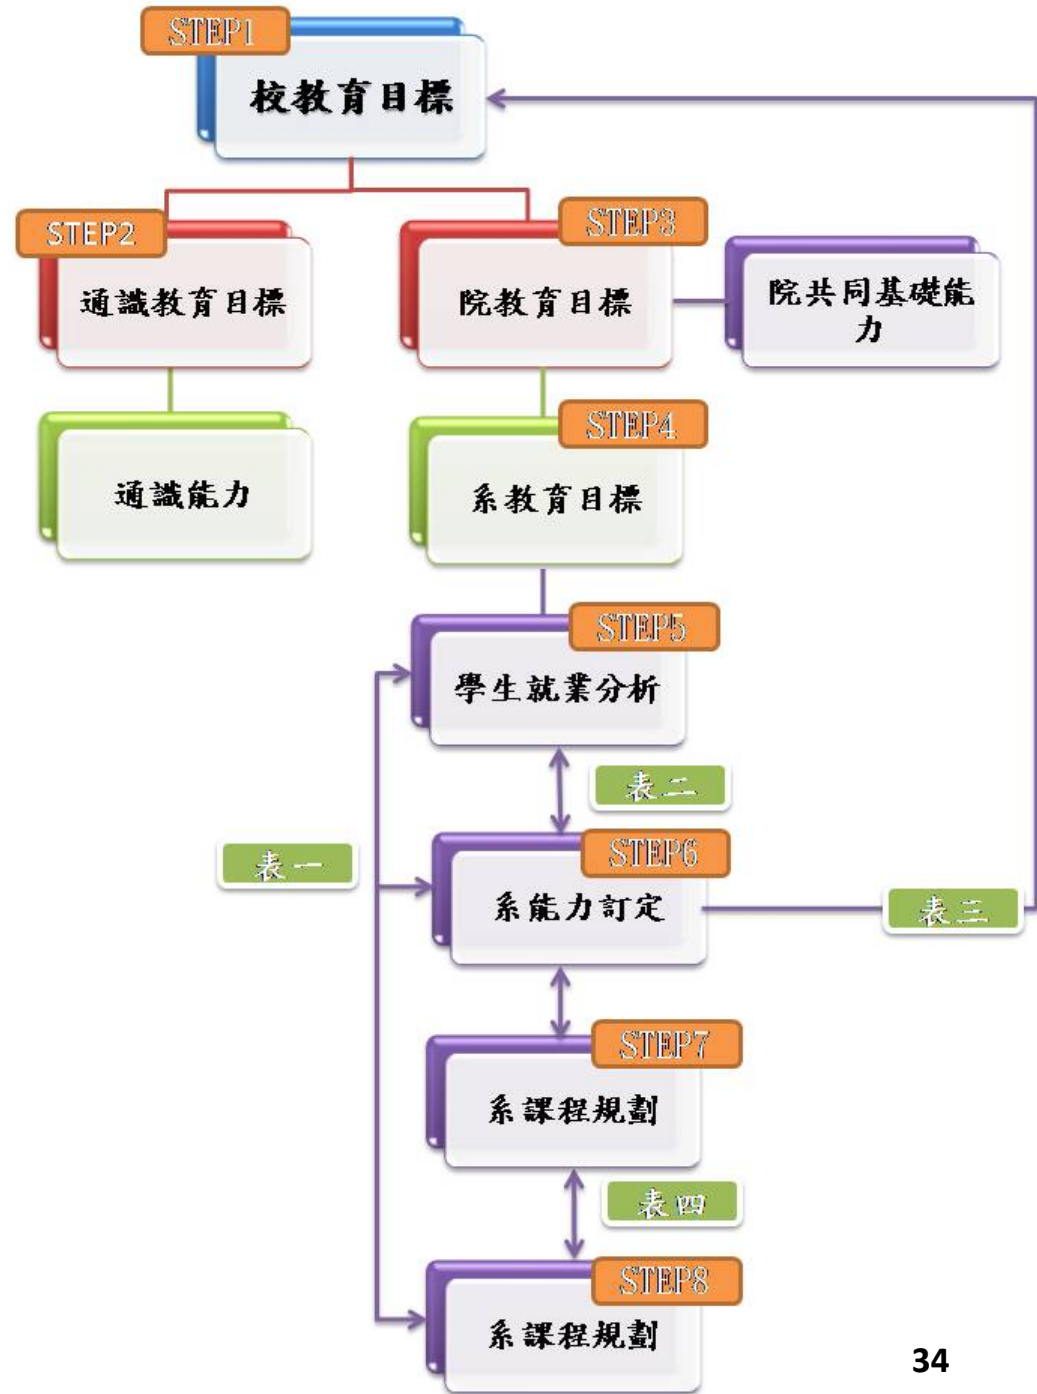 STEP1
校教育目標
STEP2
通識教育目標
STEP3
院教育目標
院共同基礎能
力
通識能力
STEP4
系教育目標
STEP5
學生就業分析
表二
表一
STEP6
系能力訂定
表三
STEP7
系課程規劃
表四
STEP8
系課程規劃
34